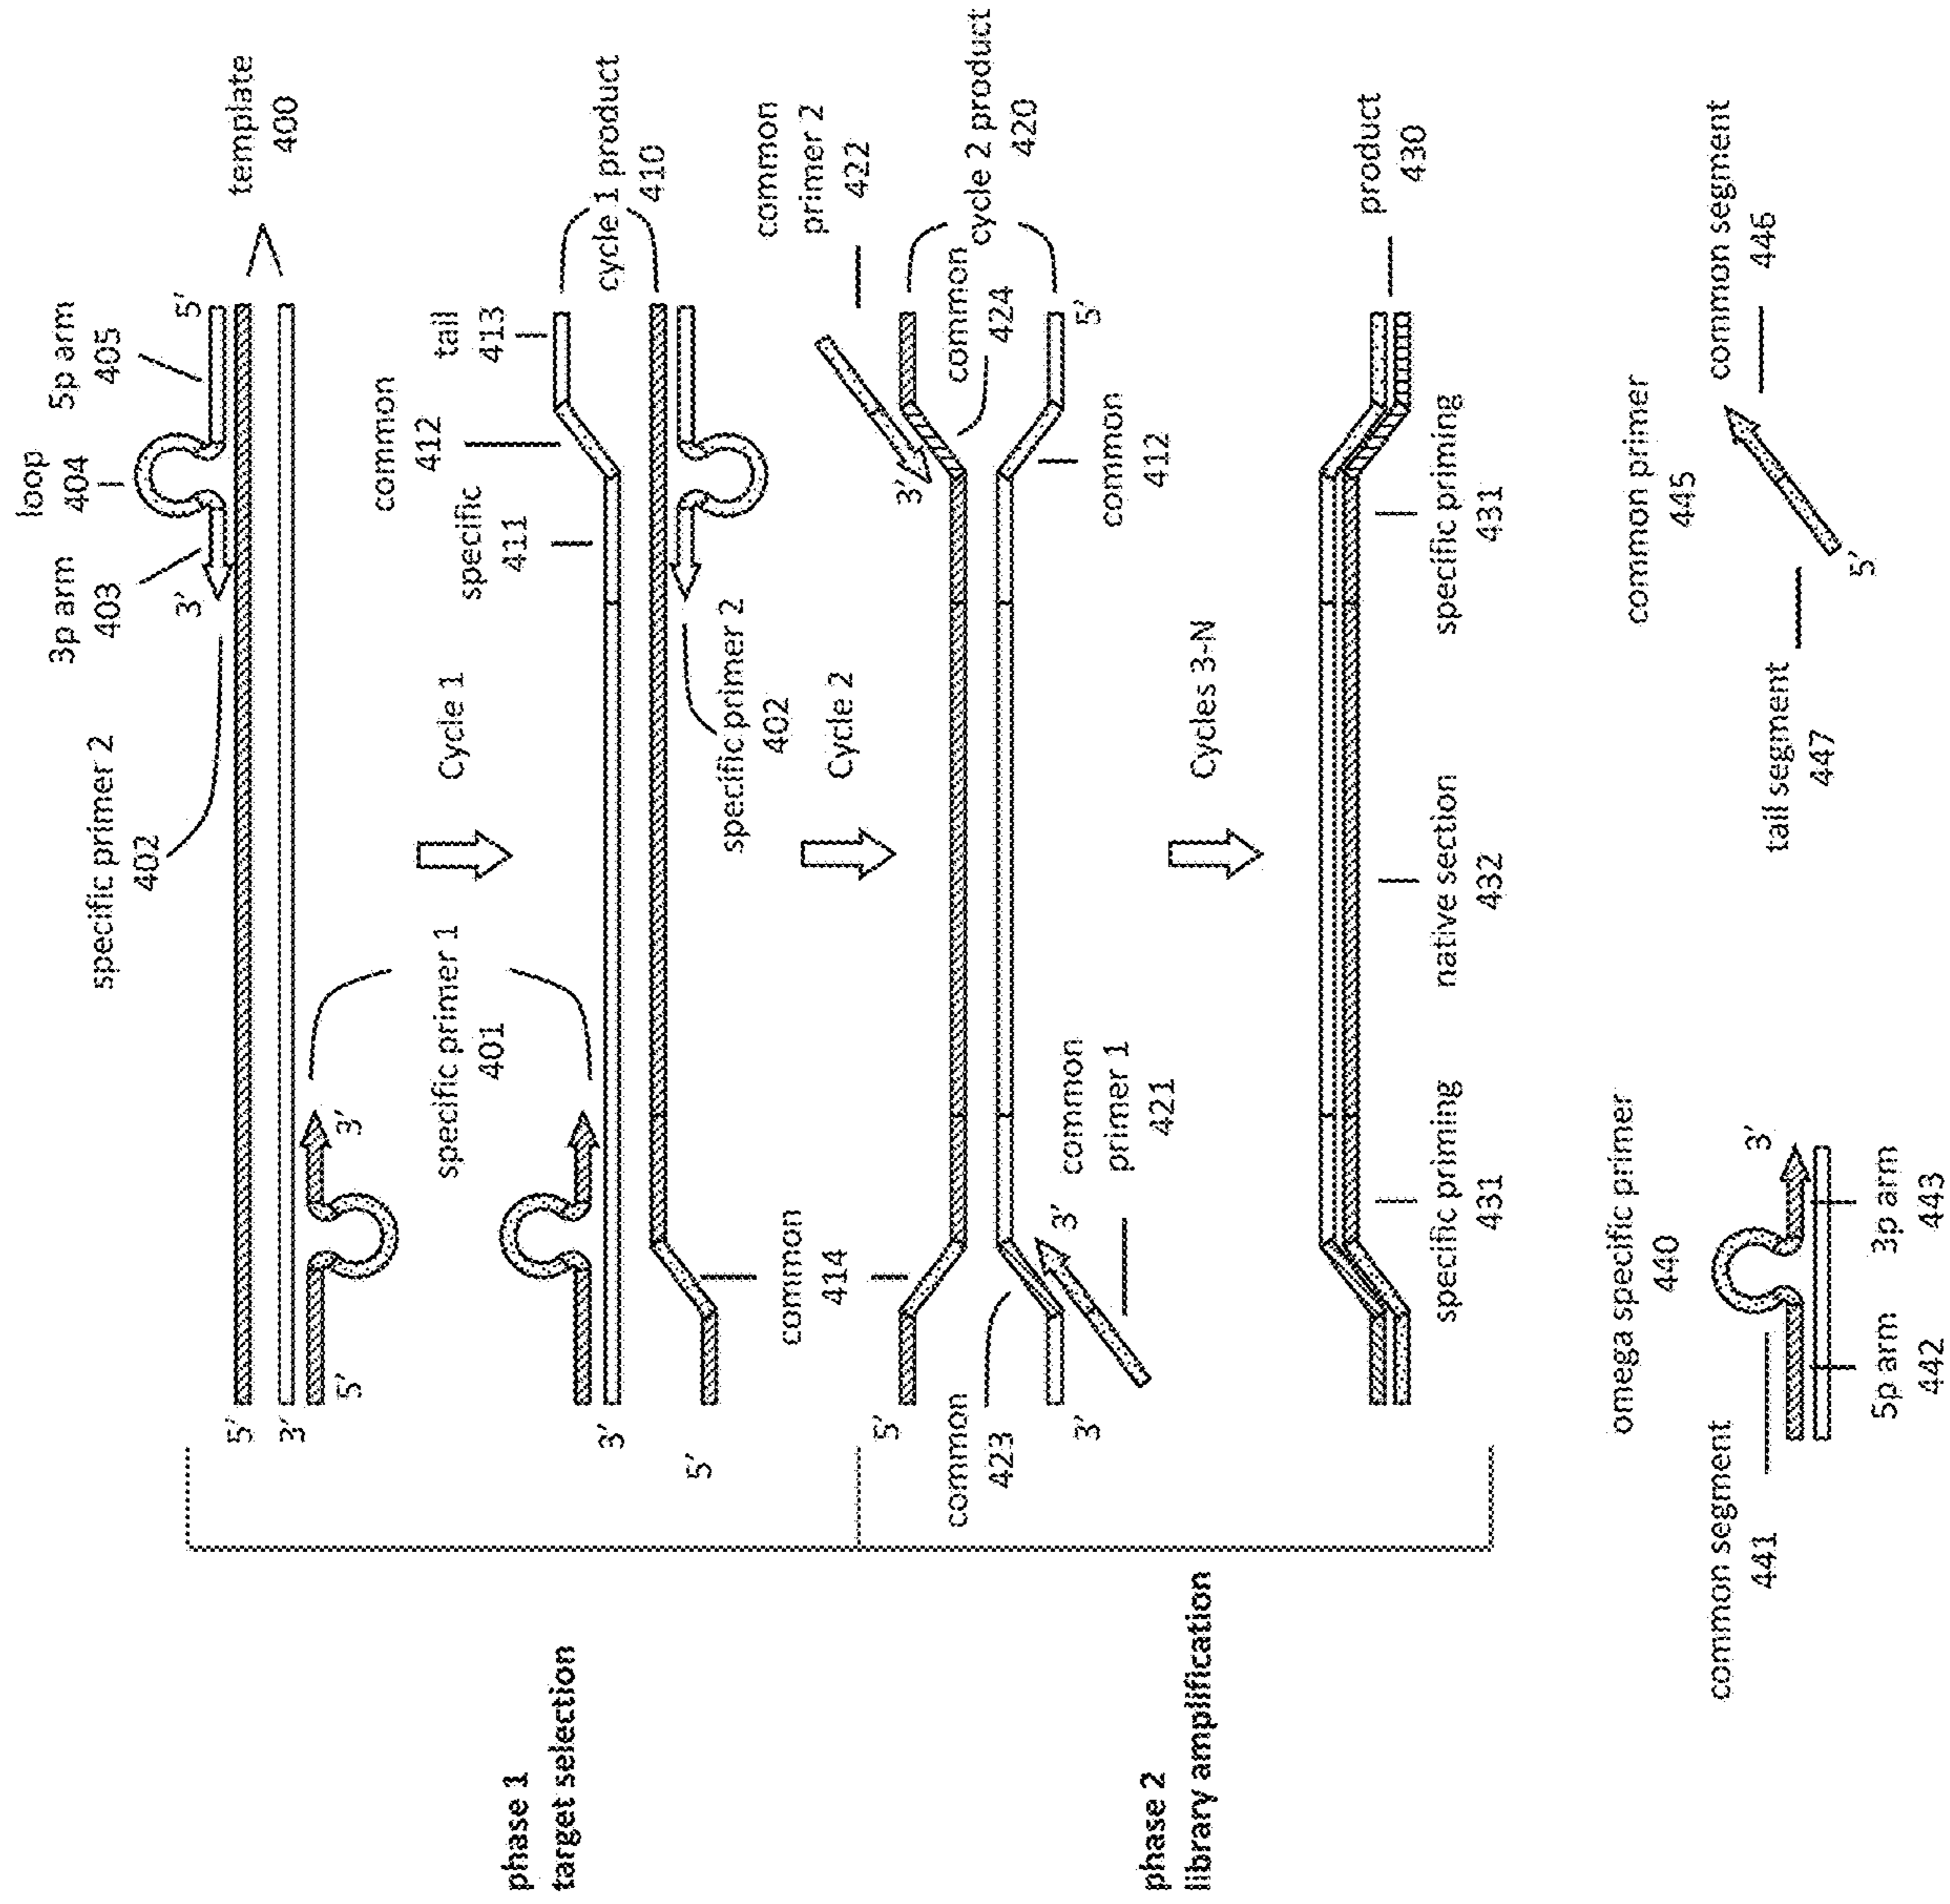 loop
404
3p arm
403
5p arm
405
5'
3'
template
400
specific primer 2
402
5'
3'
5'
3'
specific primer 1
401
Cycle 1
common
412
tail
413
specific
411
cycle 1 product
410
3'
5'
specific primer 2
402
phase 1
target selection
common
414
Cycle 2
common
primer 2
422
3'
common
424
cycle 2 product
420
5'
common
412
5'
common
423
3'
3'
common
primer 1
421
Cycles 3-N
product
430
phase 2
library amplification
specific priming
431
native section
432
specific priming
431
omega specific primer
440
common segment
441
3'
5p arm
442
3p arm
443
common primer
445
common segment
446
5'
tail segment
447